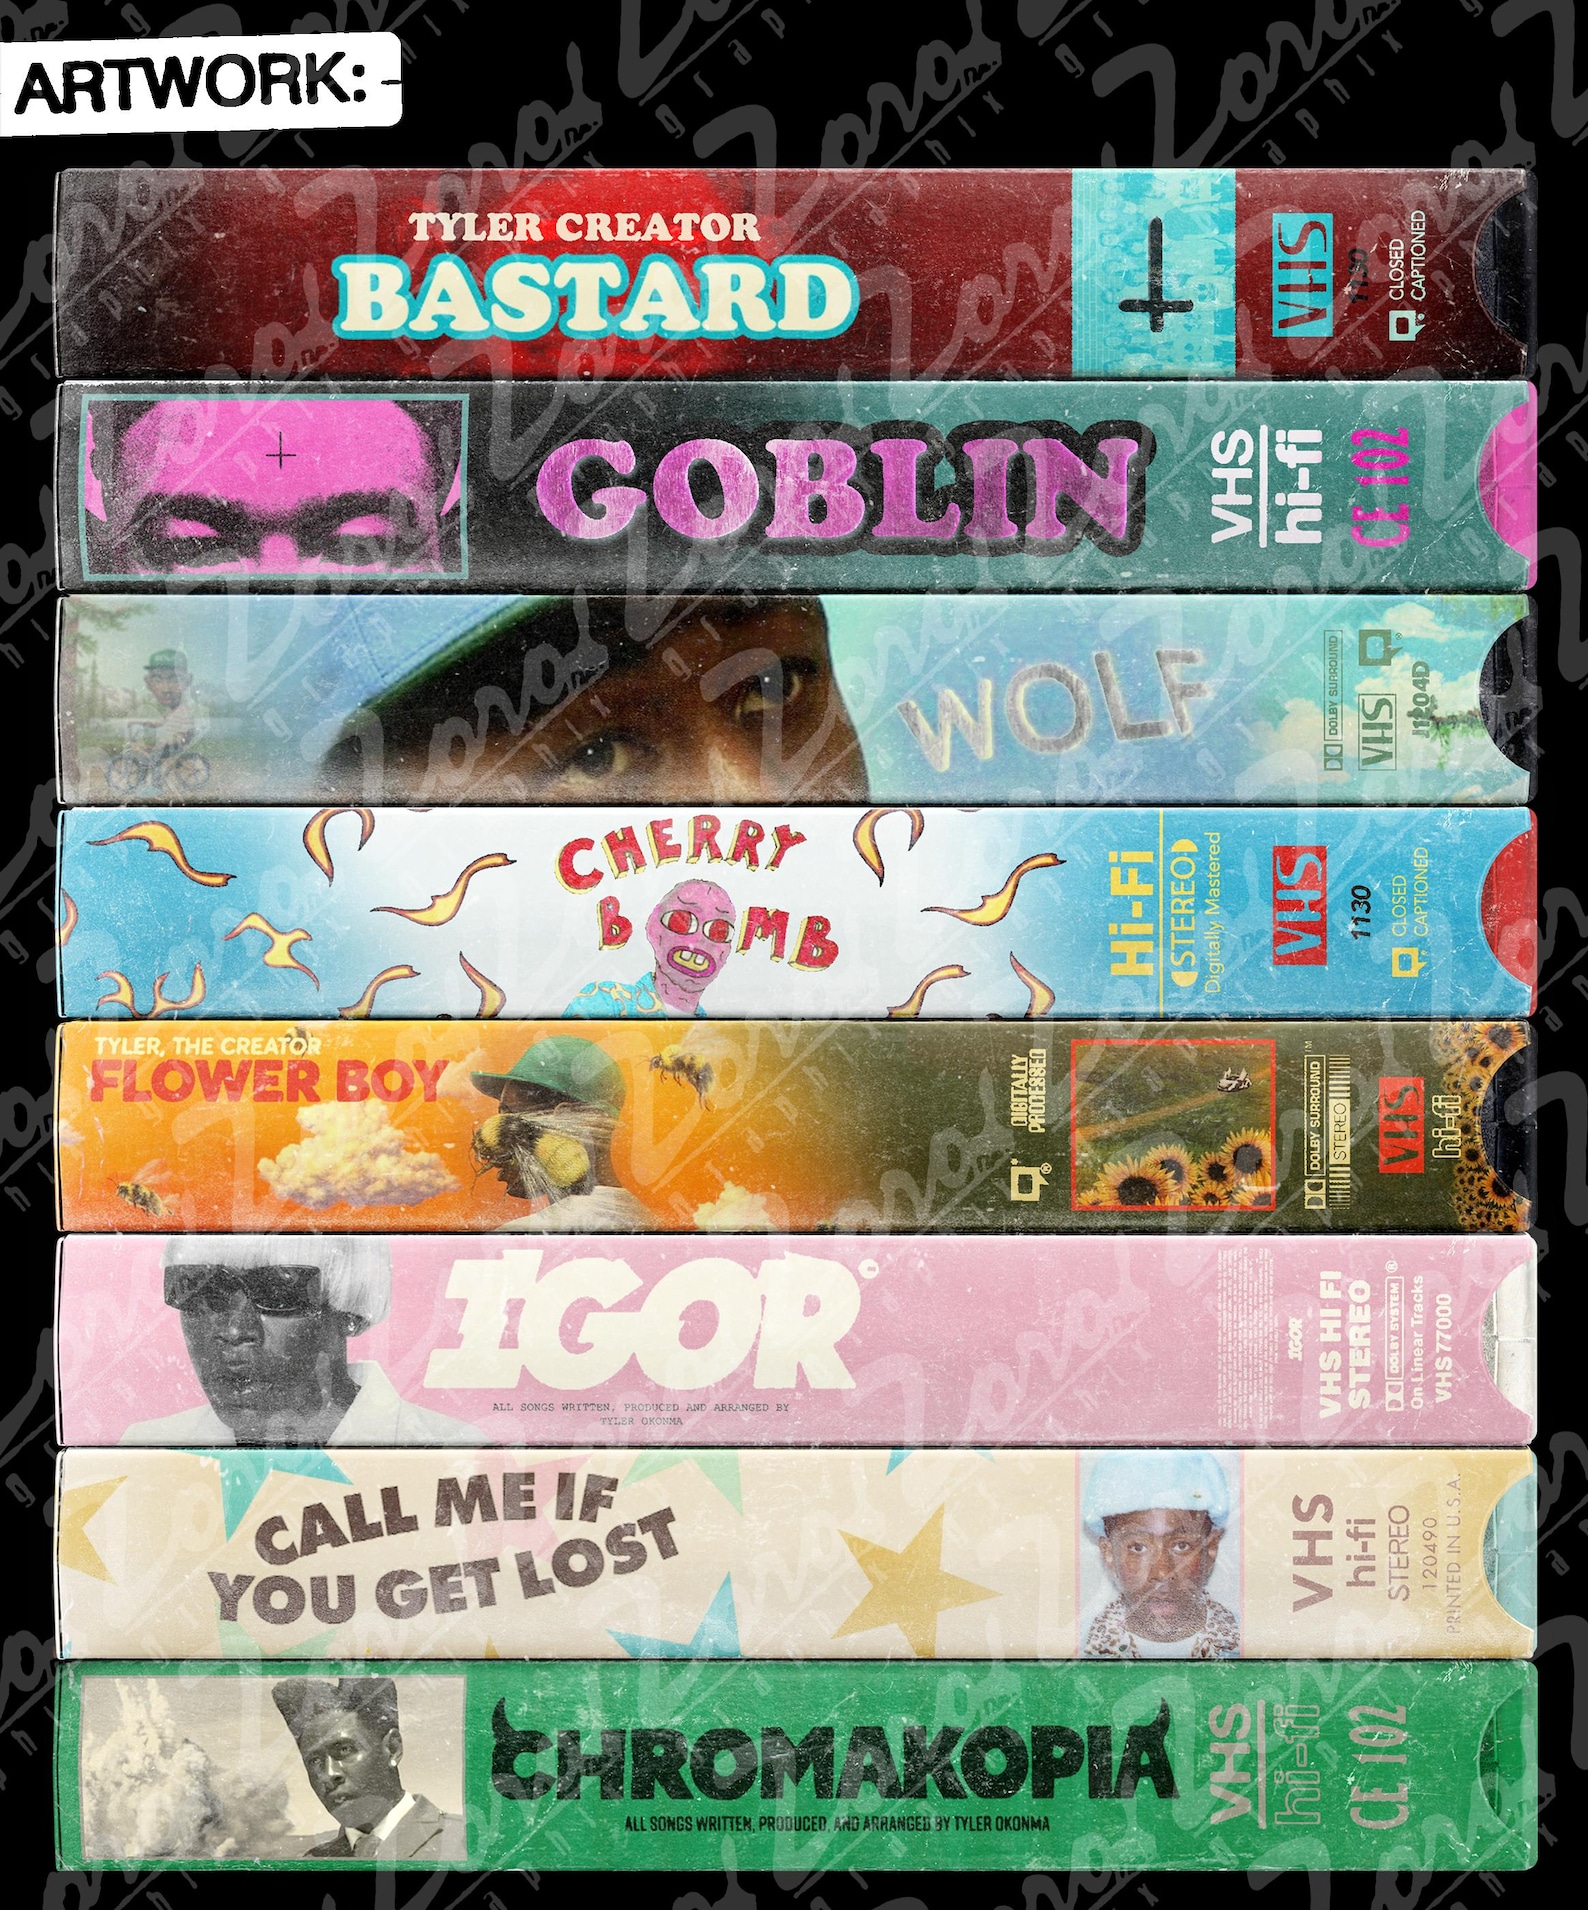 ARTWORK:-
TYLER CREATOR
BASTARD
VHS
1130
CLOSED
CAPTIONED
GOBLIN
VHS
hi-fi
CE 102
WOLF
DOLBY SURROUND
VHS
CHERRY
B MB
Hi-Fi
STEREO
Digitally Mastered
VHS
1130
CLOSED
CAPTIONED
TYLER, THE CREATOR
FLOWER BOY
DIGITALLY
PROCESSED
DOLBY SURROUND
STEREO
VHS
hi-fi
IGOR
ALL SONGS WRITTEN, PRODUCED AND ARRANGED BY
TYLER OKONMA
IGOR
VHS HI FI
STEREO
DOLBY SYSTEM
On Linear Tracks
VHS 77000
CALL ME IF
YOU GET LOST
VHS
hi-fi
STEREO
120490
PRINTED IN U.S.A.
CHROMAKOPIA
ALL SONGS WRITTEN, PRODUCED, AND ARRANGED BY TYLER OKONMA
VHS
hi-fi
CE 102